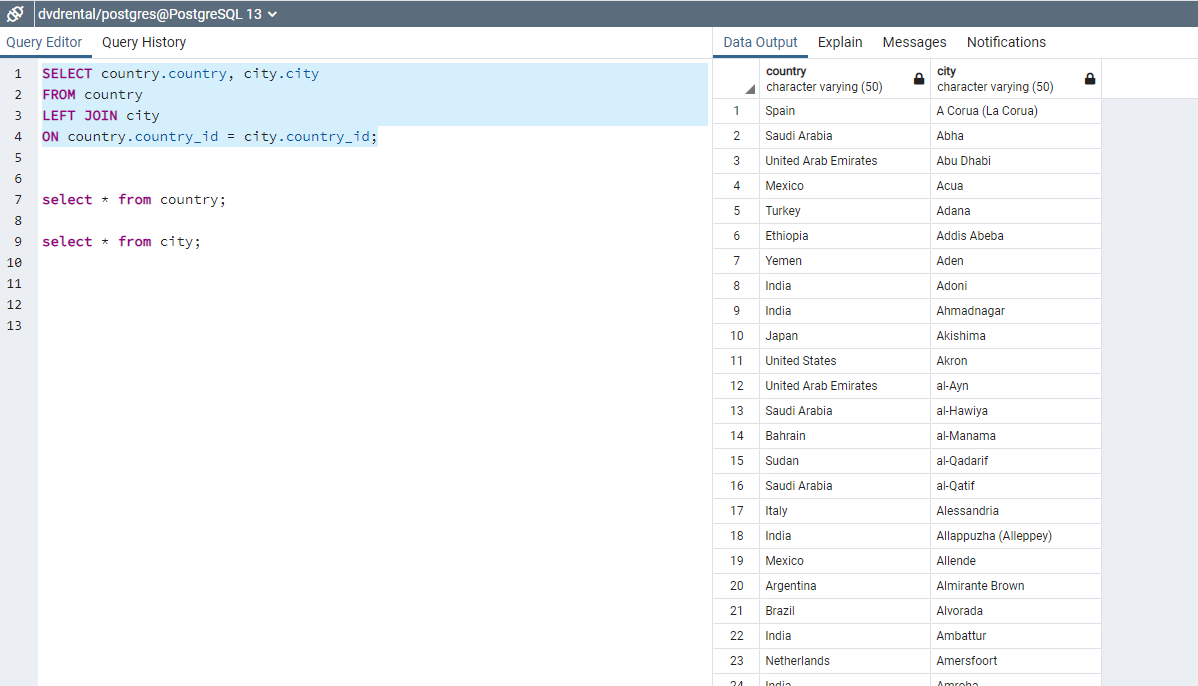 dvdrental/postgres@PostgreSQL 13
Query Editor Query History
1 SELECT country.country, city.city
2 FROM country
3 LEFT JOIN city
4 ON country.country_id = city.country_id;
5
6
7 select * from country;
8
9 select * from city;
10
11
12
13
Data Output Explain Messages Notifications
country city
character varying (50) character varying (50)
1 Spain A Corua (La Corua)
2 Saudi Arabia Abha
3 United Arab Emirates Abu Dhabi
4 Mexico Acua
5 Turkey Adana
6 Ethiopia Addis Abeba
7 Yemen Aden
8 India Adoni
9 India Ahmadnagar
10 Japan Akishima
11 United States Akron
12 United Arab Emirates al-Ayn
13 Saudi Arabia al-Hawiya
14 Bahrain al-Manama
15 Sudan al-Qadarif
16 Saudi Arabia al-Qatif
17 Italy Alessandria
18 India Allappuzha (Alleppey)
19 Mexico Allende
20 Argentina Almirante Brown
21 Brazil Alvorada
22 India Ambattur
23 Netherlands Amersfoort
24 India Amroha